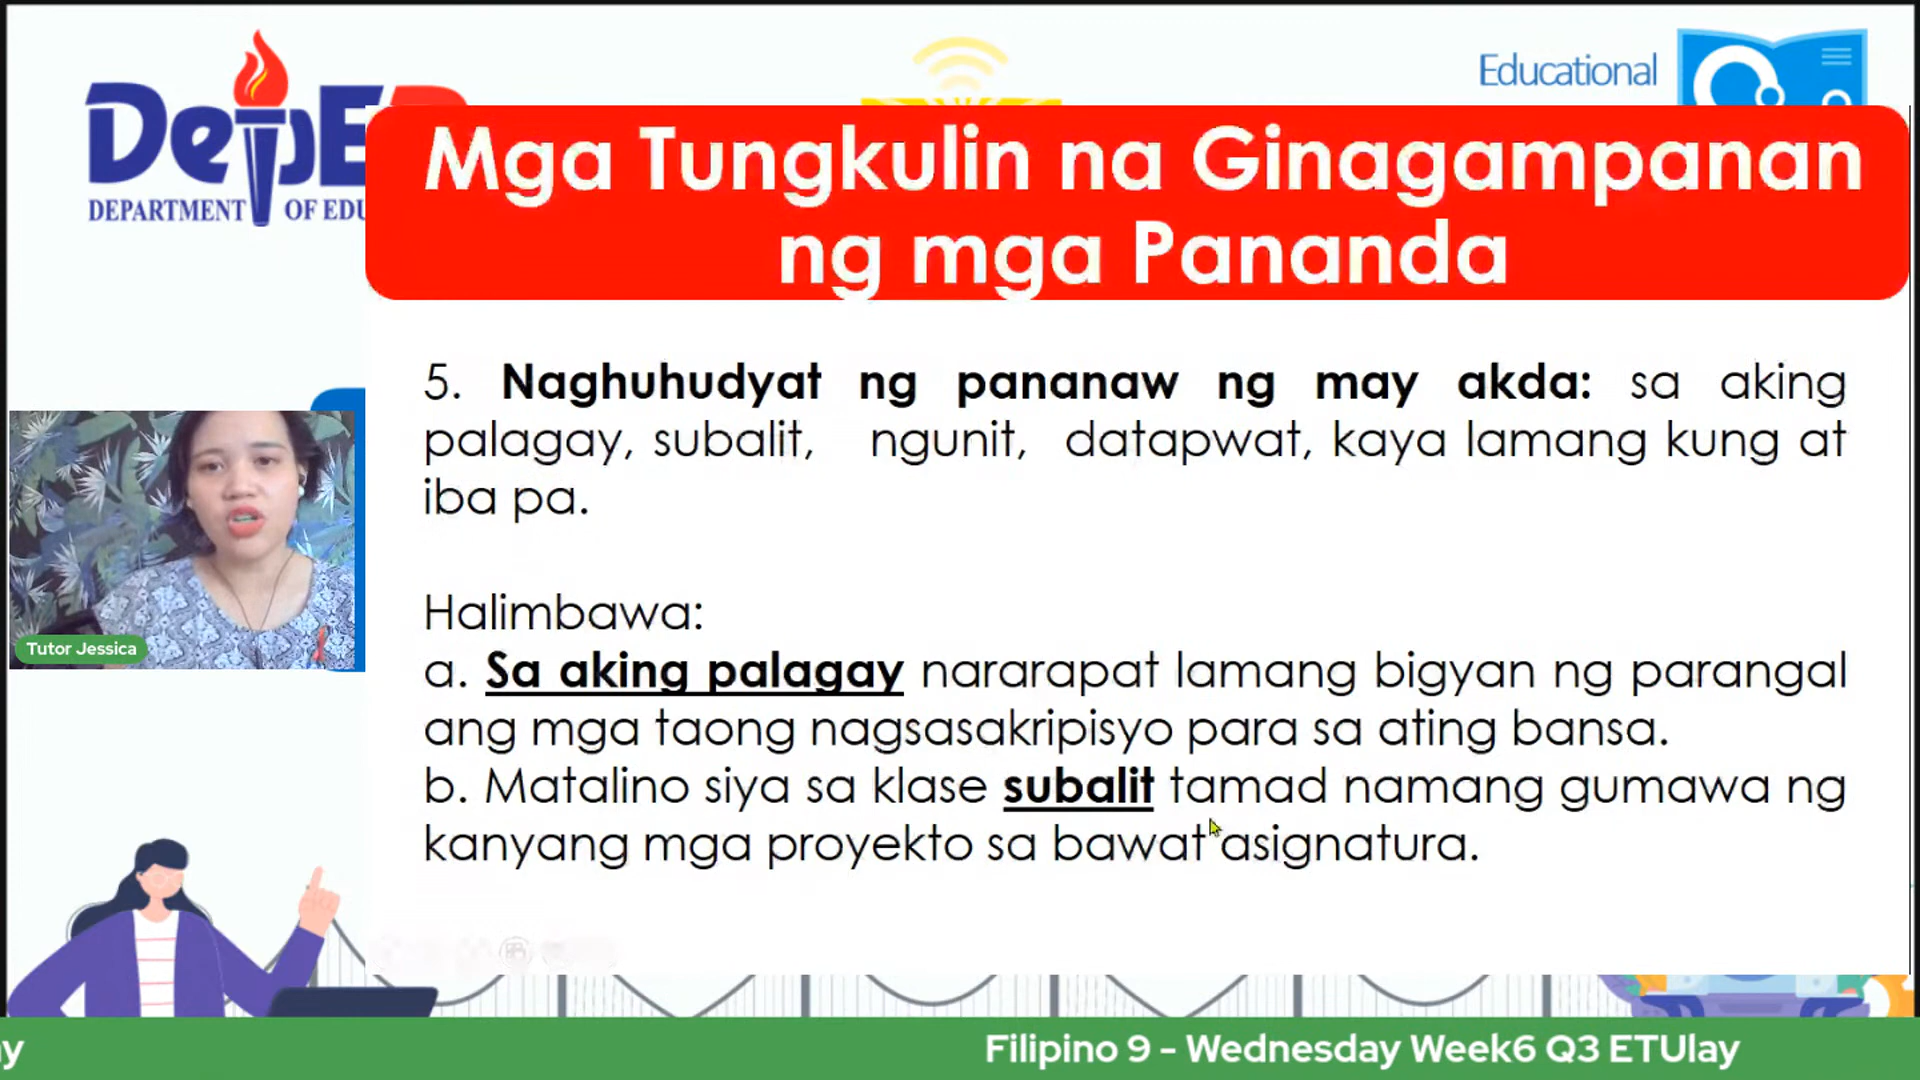 DepE
DEPARTMENT OF EDU
Educational
Mga Tungkulin na Ginagampanan
ng mga Pananda
5. Naghuhudyat ng pananaw ng may akda: sa aking
palagay, subalit, ngunit, datapwat, kaya lamang kung at
iba pa.
Halimbawa:
a. Sa aking palagay nararapat lamang bigyan ng parangal
ang mga taong nagsasakripisyo para sa ating bansa.
b. Matalino siya sa klase subalit tamad namang gumawa ng
kanyang mga proyekto sa bawat asignatura.
Tutor Jessica
Filipino 9 - Wednesday Week6 Q3 ETUlay